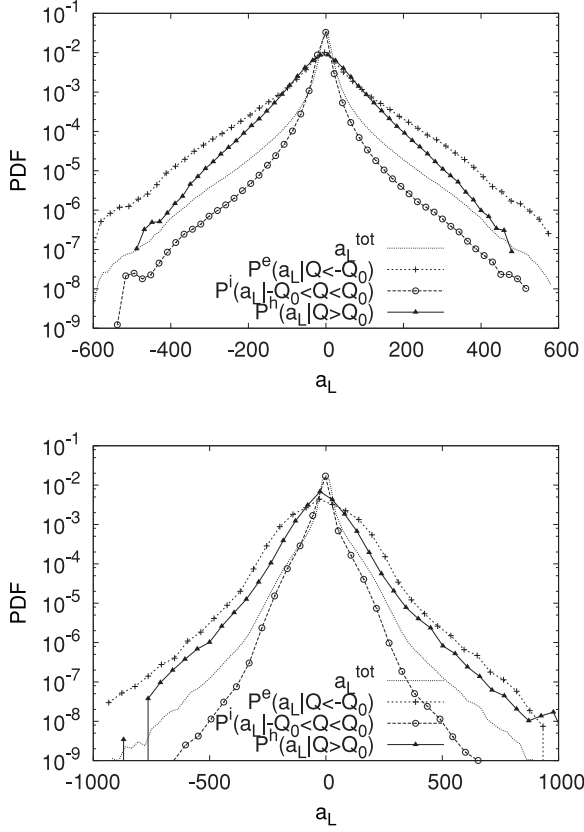 10^-1
10^-2
10^-3
10^-4
10^-5
10^-6
10^-7
10^-8
10^-9
PDF
a_L^tot
P^e(a_L|Q<-Q_0)
P^i(a_L|-Q_0<Q<Q_0)
P^h(a_L|Q>Q_0)
-600 -400 -200 0 200 400 600
a_L
10^-1
10^-2
10^-3
10^-4
10^-5
10^-6
10^-7
10^-8
10^-9
PDF
a_L^tot
P^e(a_L|Q<-Q_0)
P^i(a_L|-Q_0<Q<Q_0)
P^h(a_L|Q>Q_0)
-1000 -500 0 500 1000
a_L